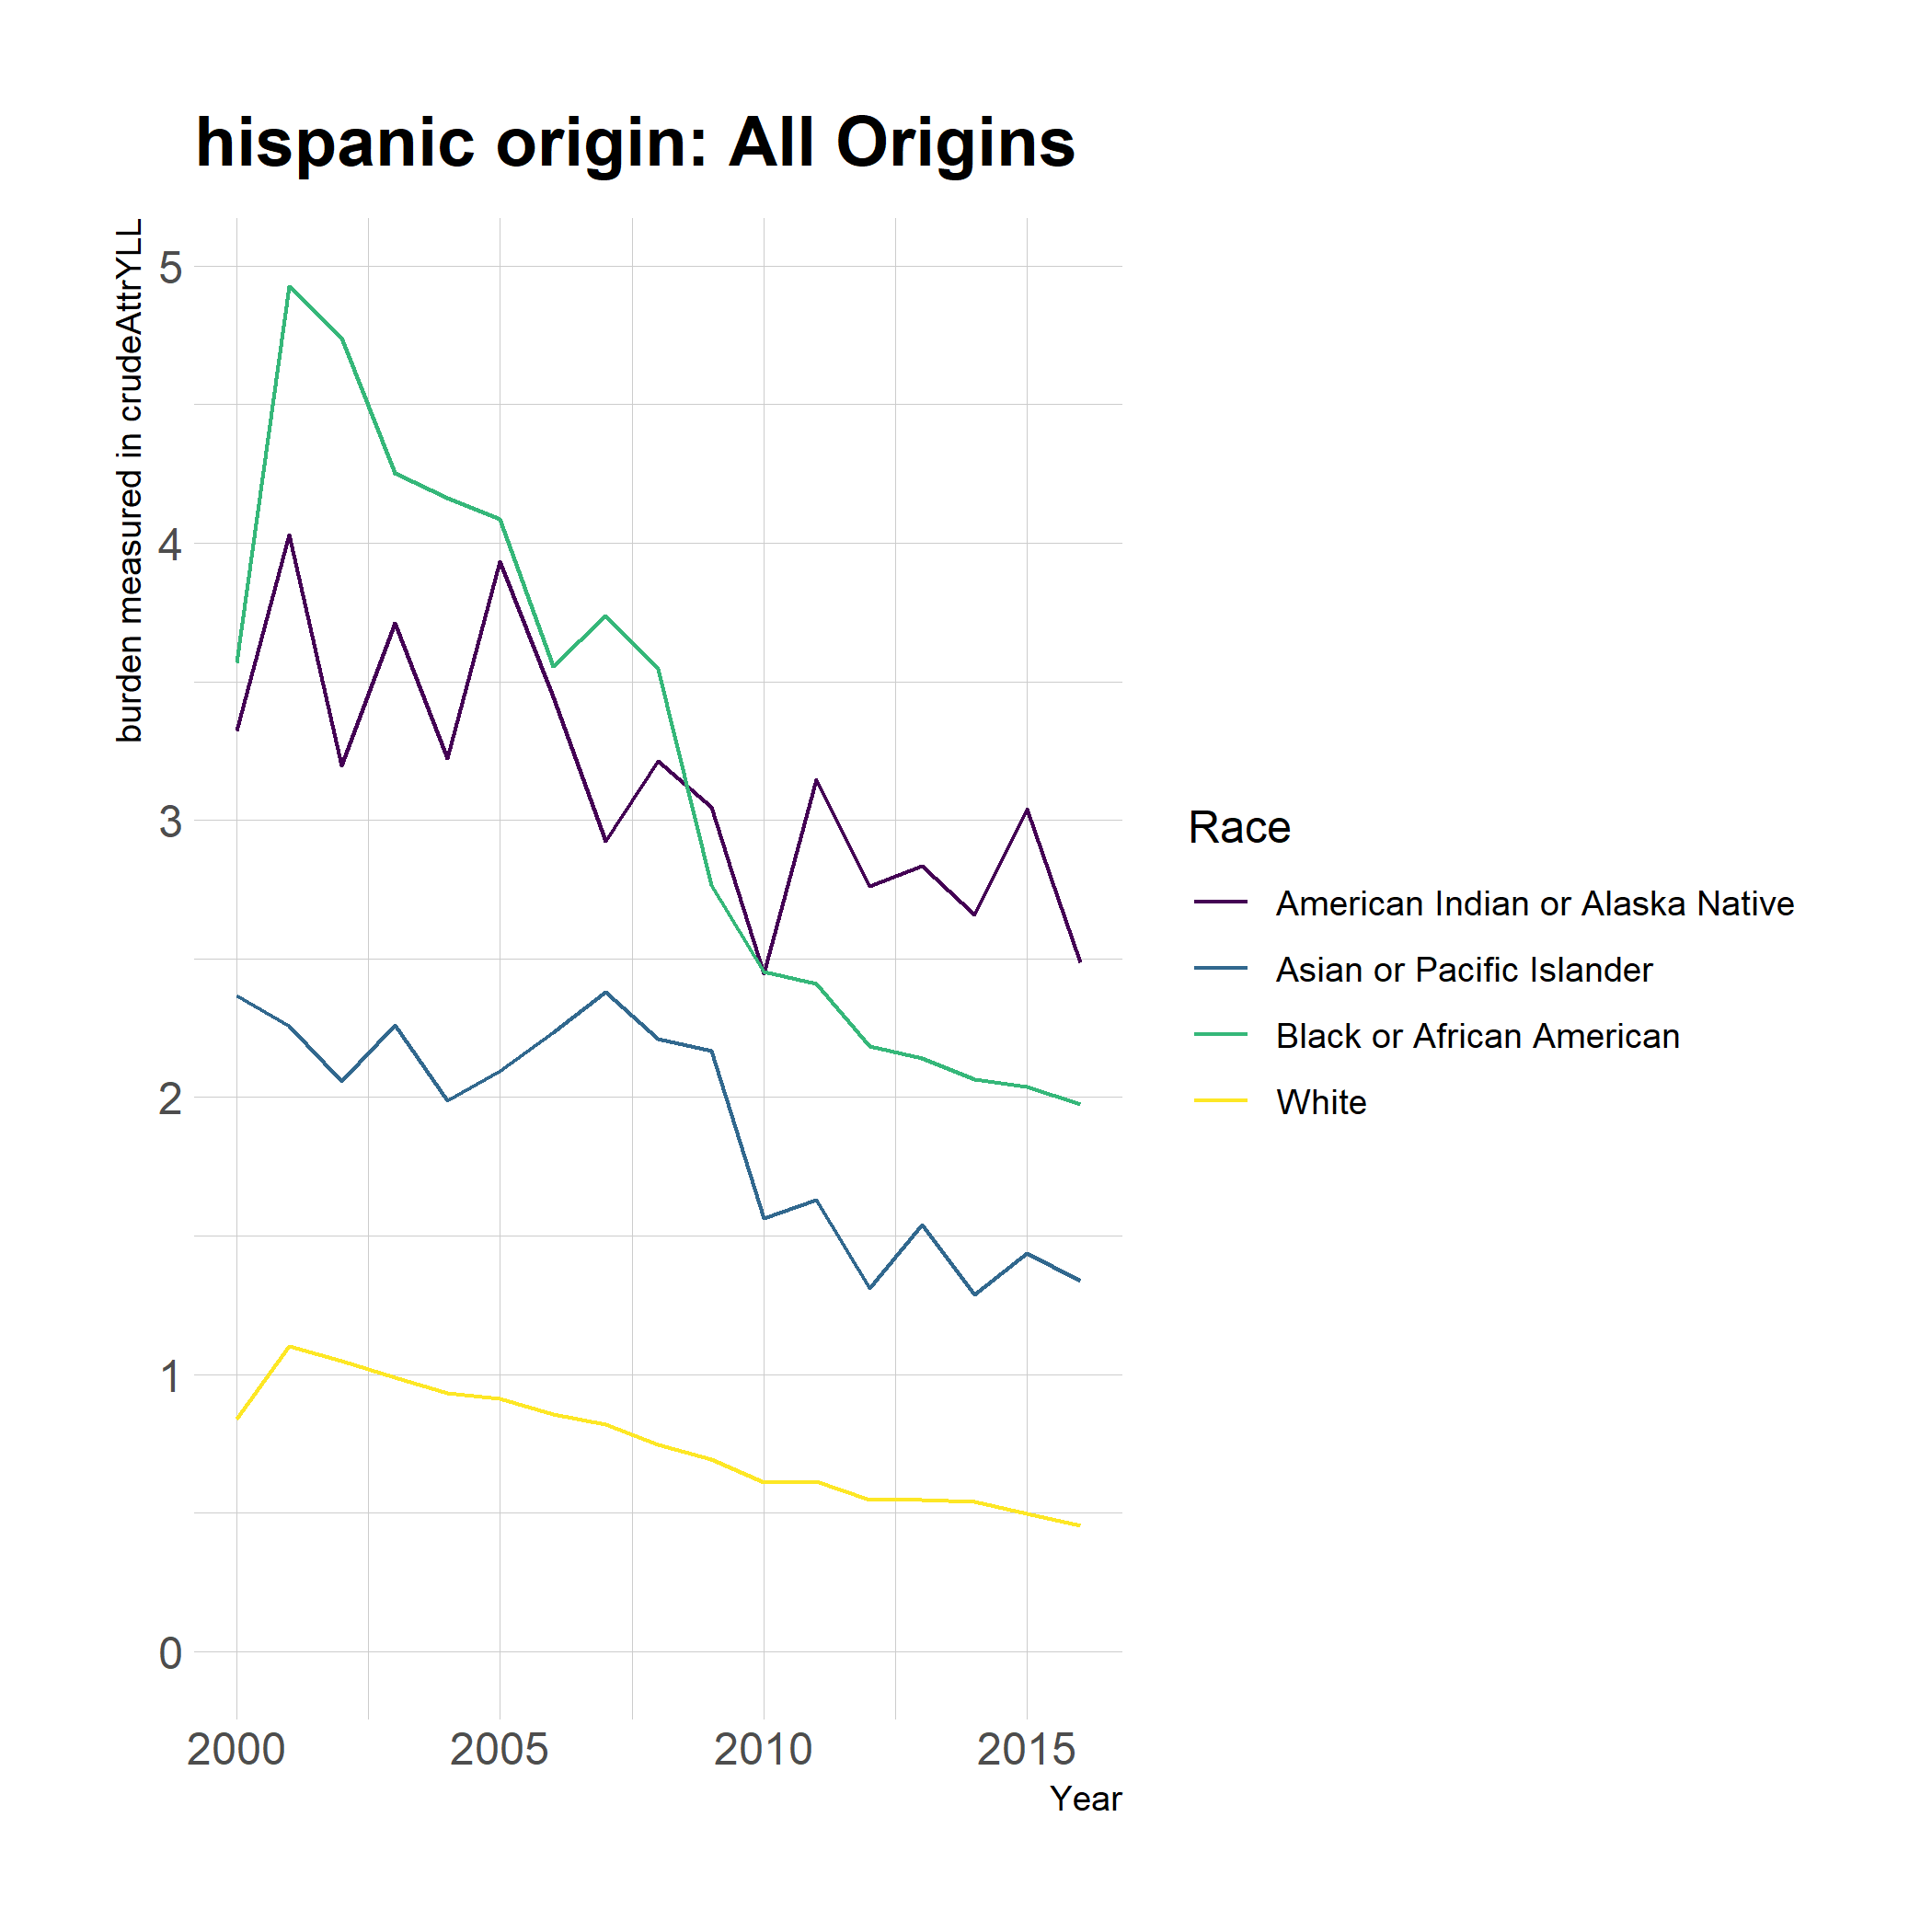 hispanic origin: All Origins
burden measured in crudeAttrYLL
5
4
3
2
1
0
2000 2005 2010 2015
Year
Race
American Indian or Alaska Native
Asian or Pacific Islander
Black or African American
White